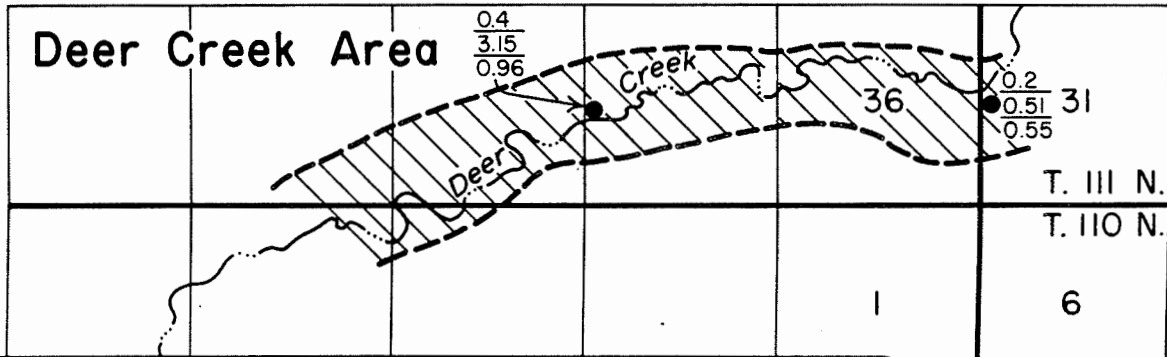 Deer Creek Area
0.4
3.15
0.96
Creek
Deer
36
0.2
0.51
0.55
31
T. 111 N.
T. 110 N.
1
6